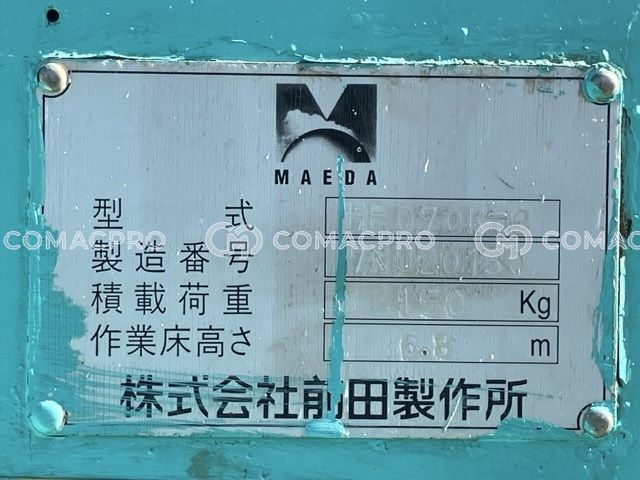 MAEDA
型式
製造番号
積載荷重 Kg
作業床高さ 6.8 m
株式会社前田製作所
COMACPRO COMACPRO COMAC